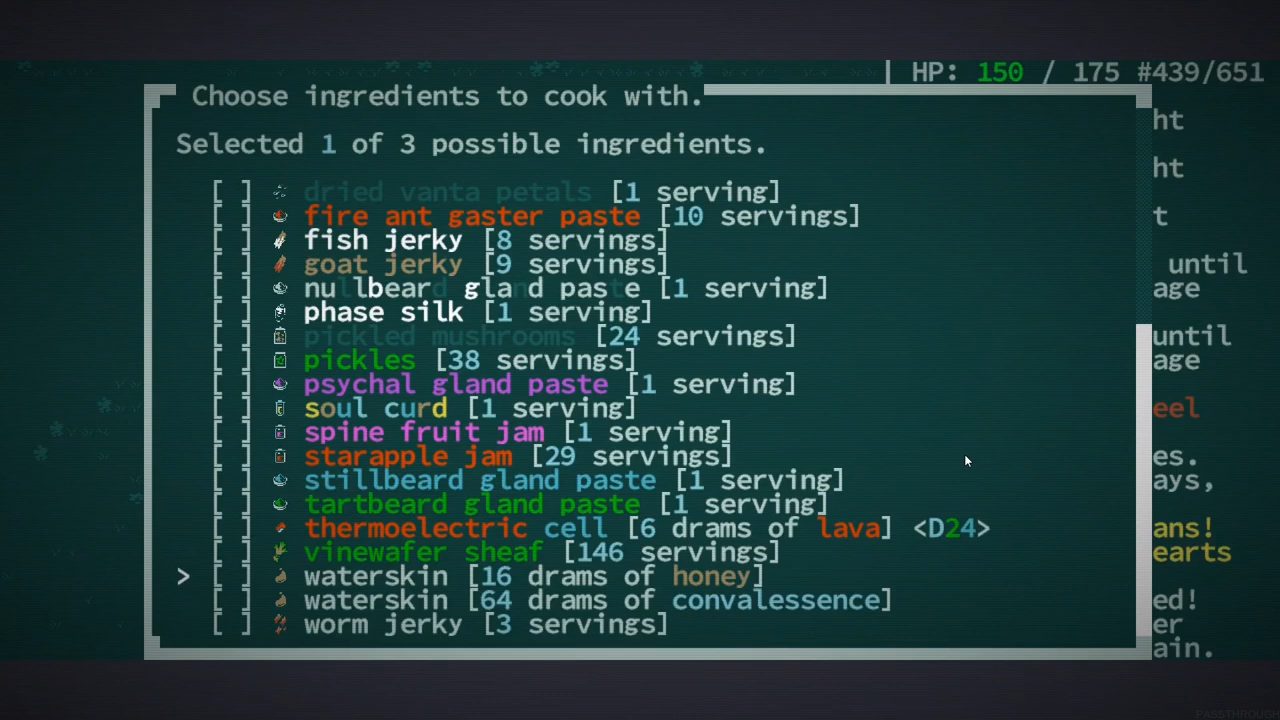 HP: 150 / 175 #439/651
Choose ingredients to cook with.
ht
Selected 1 of 3 possible ingredients.
ht
[ ] dried vanta petals [1 serving]
[ ] fire ant gaster paste [10 servings]
t
[ ] fish jerky [8 servings]
[ ] goat jerky [9 servings]
until
[ ] nullbeard gland paste [1 serving]
age
[ ] phase silk [1 serving]
[ ] pickled mushrooms [24 servings]
until
[ ] pickles [38 servings]
age
[ ] psychal gland paste [1 serving]
[ ] soul curd [1 serving]
eel
[ ] spine fruit jam [1 serving]
[ ] starapple jam [29 servings]
es.
[ ] stillbeard gland paste [1 serving]
ays,
[ ] tartbeard gland paste [1 serving]
[ ] thermoelectric cell [6 drams of lava] <D24>
ans!
[ ] vinewafer sheaf [146 servings]
earts
> [ ] waterskin [16 drams of honey]
[ ] waterskin [64 drams of convalessence]
ed!
[ ] worm jerky [3 servings]
er
ain.
PASSTHROUGH